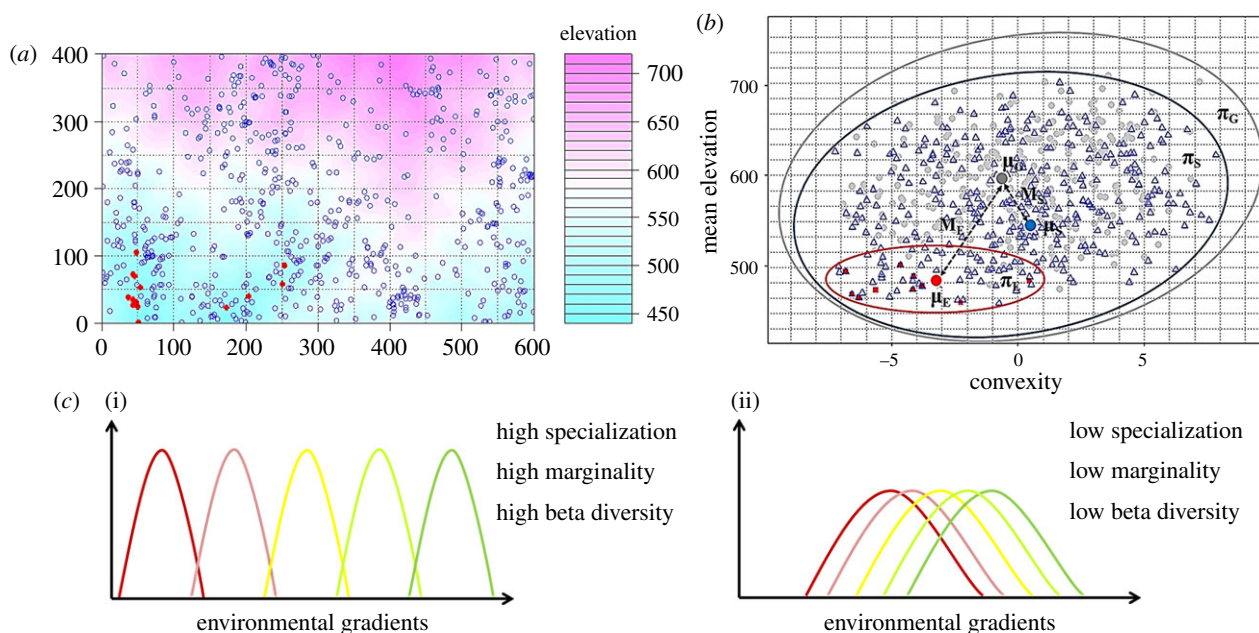 (a)
elevation
400
300
200
100
0
0 100 200 300 400 500 600
700
650
600
550
500
450
(b)
mean elevation
700
600
500
πG
πS
μG
MS
ME
μS
πE
μE
−5 0 5
convexity
(c) (i)
high specialization
high marginality
high beta diversity
environmental gradients
(ii)
low specialization
low marginality
low beta diversity
environmental gradients